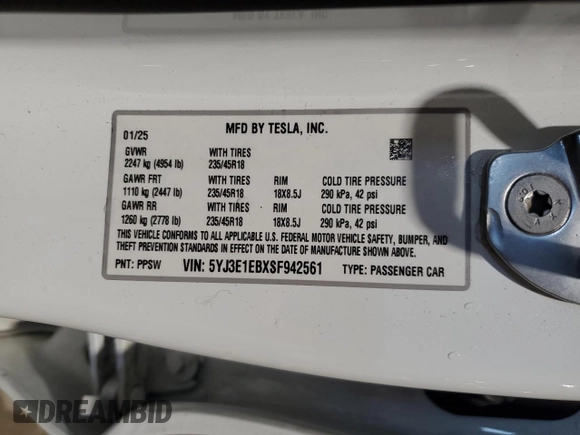 01/25 MFD BY TESLA, INC.
GVWR WITH TIRES
2247 kg (4954 lb) 235/45R18
GAWR FRT WITH TIRES RIM COLD TIRE PRESSURE
1110 kg (2447 lb) 235/45R18 18X8.5J 290 kPa, 42 psi
GAWR RR WITH TIRES RIM COLD TIRE PRESSURE
1260 kg (2778 lb) 235/45R18 18X8.5J 290 kPa, 42 psi
THIS VEHICLE CONFORMS TO ALL APPLICABLE U.S. FEDERAL MOTOR VEHICLE SAFETY, BUMPER, AND
THEFT PREVENTION STANDARDS IN EFFECT ON THE DATE OF MANUFACTURE SHOWN ABOVE.
PNT: PPSW VIN: 5YJ3E1EBXSF942561 TYPE: PASSENGER CAR
DREAMBID